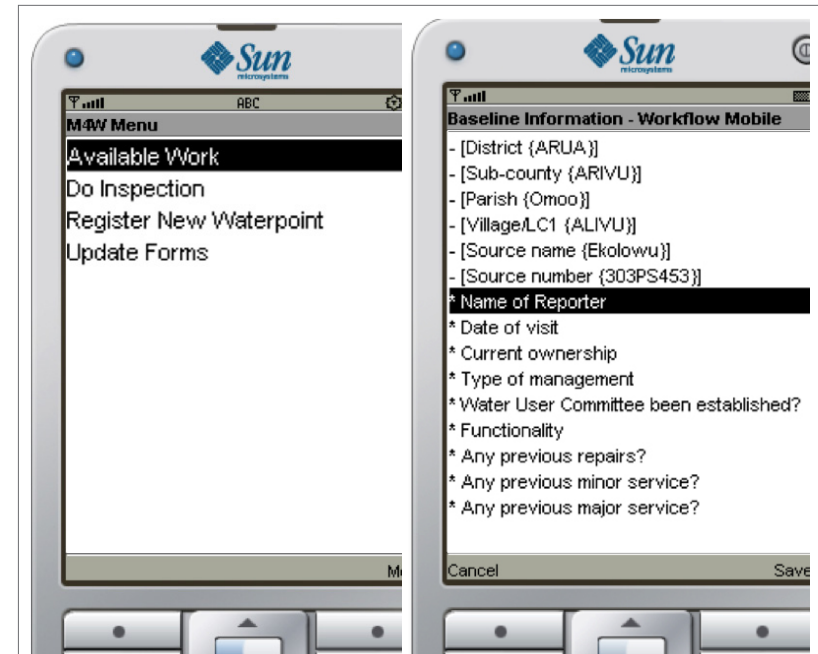 Sun
microsystems
ABC
M4W Menu
Available Work
Do Inspection
Register New Waterpoint
Update Forms
Sun
microsystems
Baseline Information - Workflow Mobile
- [District {ARUA}]
- [Sub-county {ARIVU}]
- [Parish {Omoo}]
- [Village/LC1 {ALIVU}]
- [Source name {Ekolowu}]
- [Source number {303PS453}]
* Name of Reporter
* Date of visit
* Current ownership
* Type of management
* Water User Committee been established?
* Functionality
* Any previous repairs?
* Any previous minor service?
* Any previous major service?
Cancel
Save